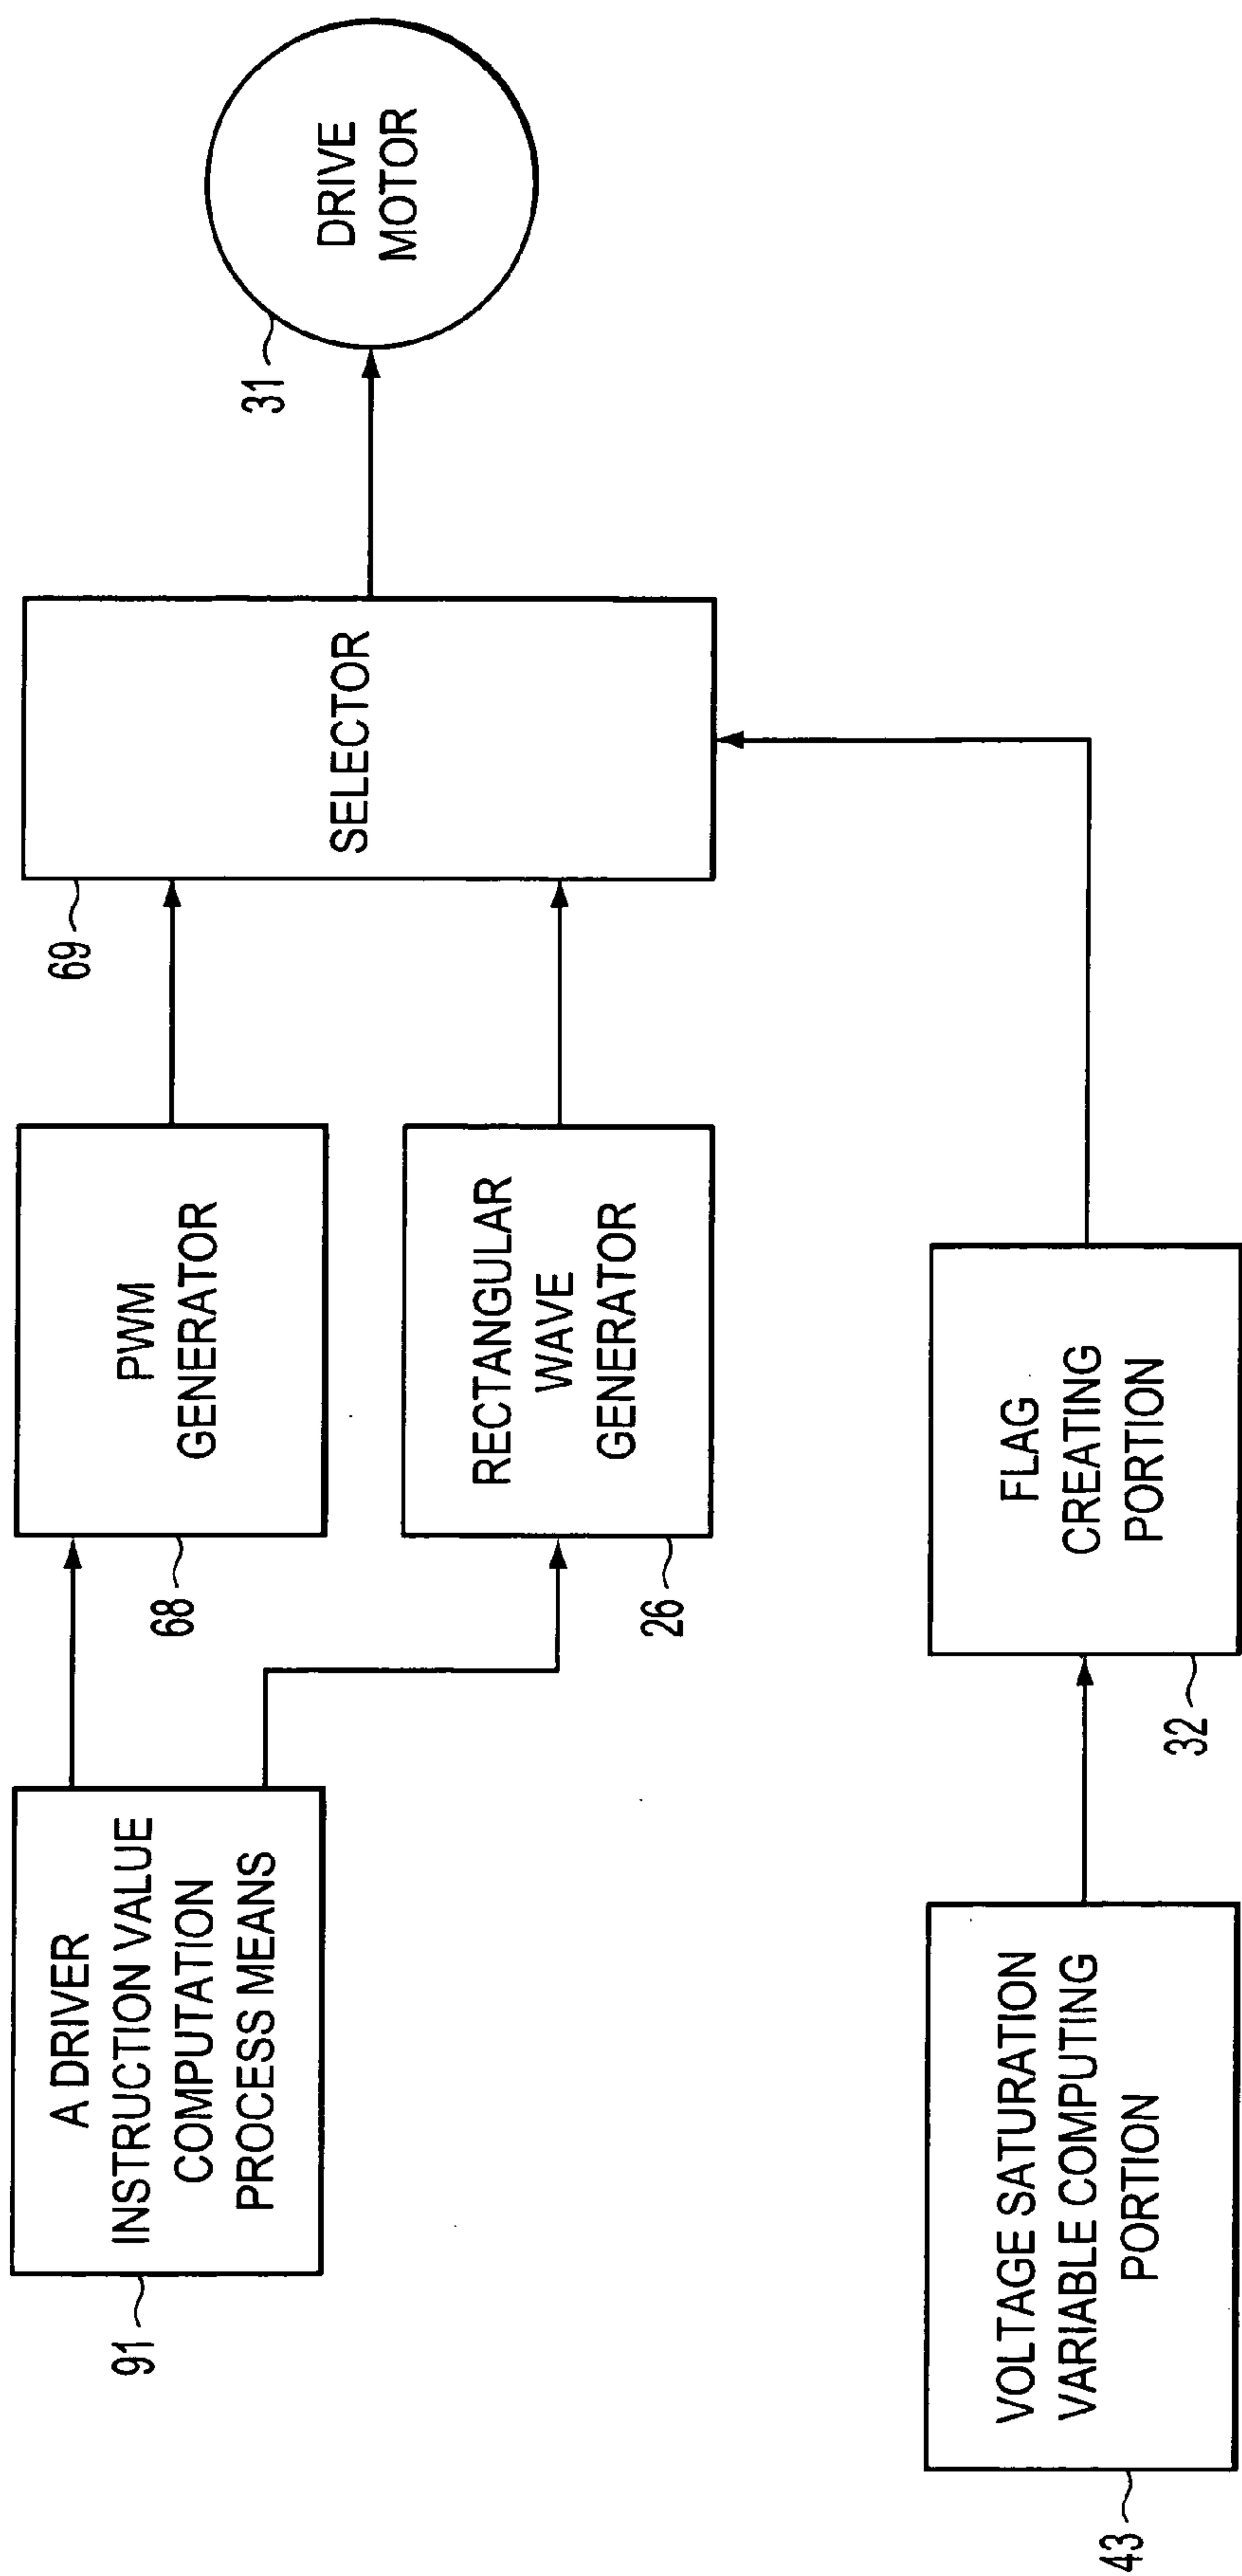 A DRIVER
INSTRUCTION VALUE
COMPUTATION
PROCESS MEANS
91
PWM
GENERATOR
68
RECTANGULAR
WAVE
GENERATOR
26
SELECTOR
69
DRIVE
MOTOR
31
VOLTAGE SATURATION
VARIABLE COMPUTING
PORTION
43
FLAG
CREATING
PORTION
32